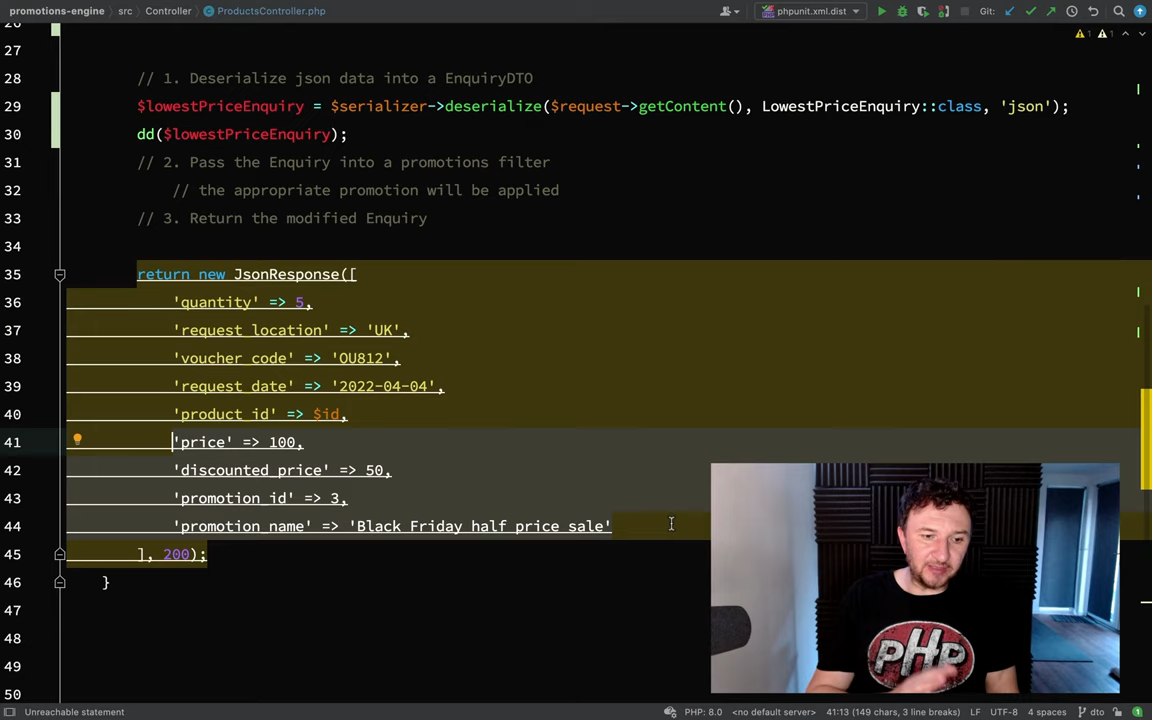 promotions-engine src Controller ProductsController.php phpunit.xml.dist Git:
26
27
28 // 1. Deserialize json data into a EnquiryDTO
29 $lowestPriceEnquiry = $serializer->deserialize($request->getContent(), LowestPriceEnquiry::class, 'json');
30 dd($lowestPriceEnquiry);
31 // 2. Pass the Enquiry into a promotions filter
32 // the appropriate promotion will be applied
33 // 3. Return the modified Enquiry
34
35 return new JsonResponse([
36 'quantity' => 5,
37 'request_location' => 'UK',
38 'voucher_code' => 'OU812',
39 'request_date' => '2022-04-04',
40 'product_id' => $id,
41 'price' => 100,
42 'discounted_price' => 50,
43 'promotion_id' => 3,
44 'promotion_name' => 'Black Friday half price sale'
45 ], 200);
46 }
47
48
49
50
1 1
PHP
Unreachable statement 41:13 (149 chars, 3 line breaks) LF UTF-8 4 spaces dto 1
PHP: 8.0 <no default server>